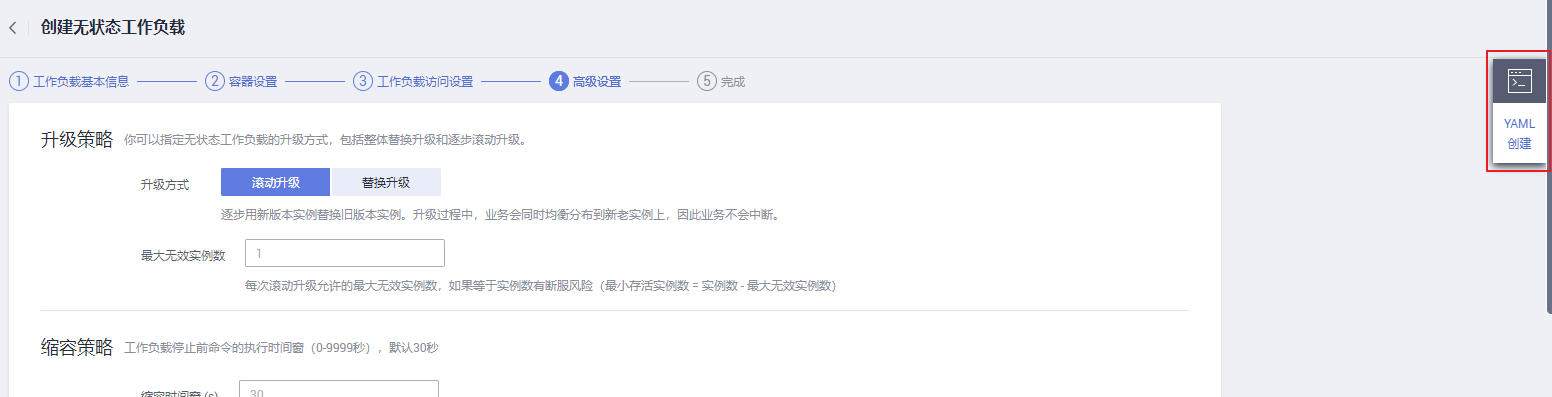 创建无状态工作负载
1 工作负载基本信息 2 容器设置 3 工作负载访问设置 4 高级设置 5 完成
YAML
创建
升级策略 你可以指定无状态工作负载的升级方式，包括整体替换升级和逐步滚动升级。
升级方式 滚动升级 替换升级
逐步用新版本实例替换旧版本实例。升级过程中，业务会同时均衡分布到新老实例上，因此业务不会中断。
最大无效实例数 1
每次滚动升级允许的最大无效实例数，如果等于实例数有断服风险（最小存活实例数 = 实例数 - 最大无效实例数）
缩容策略 工作负载停止前命令的执行时间窗（0-9999秒），默认30秒
缩容时间窗 (s) 30